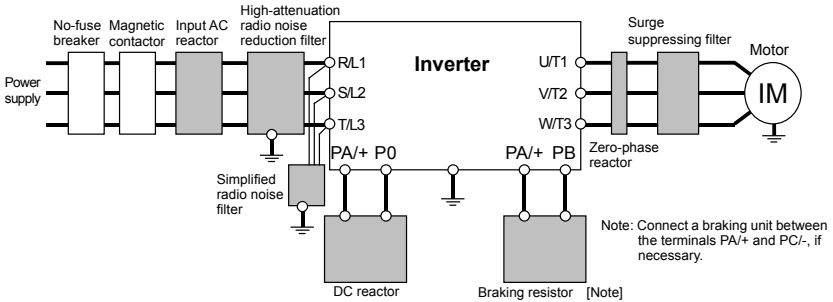 No-fuse
breaker
Magnetic
contactor
Input AC
reactor
High-attenuation
radio noise
reduction filter
Surge
suppressing filter
Motor
Power
supply
R/L1
S/L2
T/L3
Inverter
U/T1
V/T2
W/T3
IM
PA/+ P0
PA/+ PB
Zero-phase
reactor
Simplified
radio noise
filter
DC reactor
Braking resistor [Note]
Note: Connect a braking unit between
the terminals PA/+ and PC/-, if
necessary.